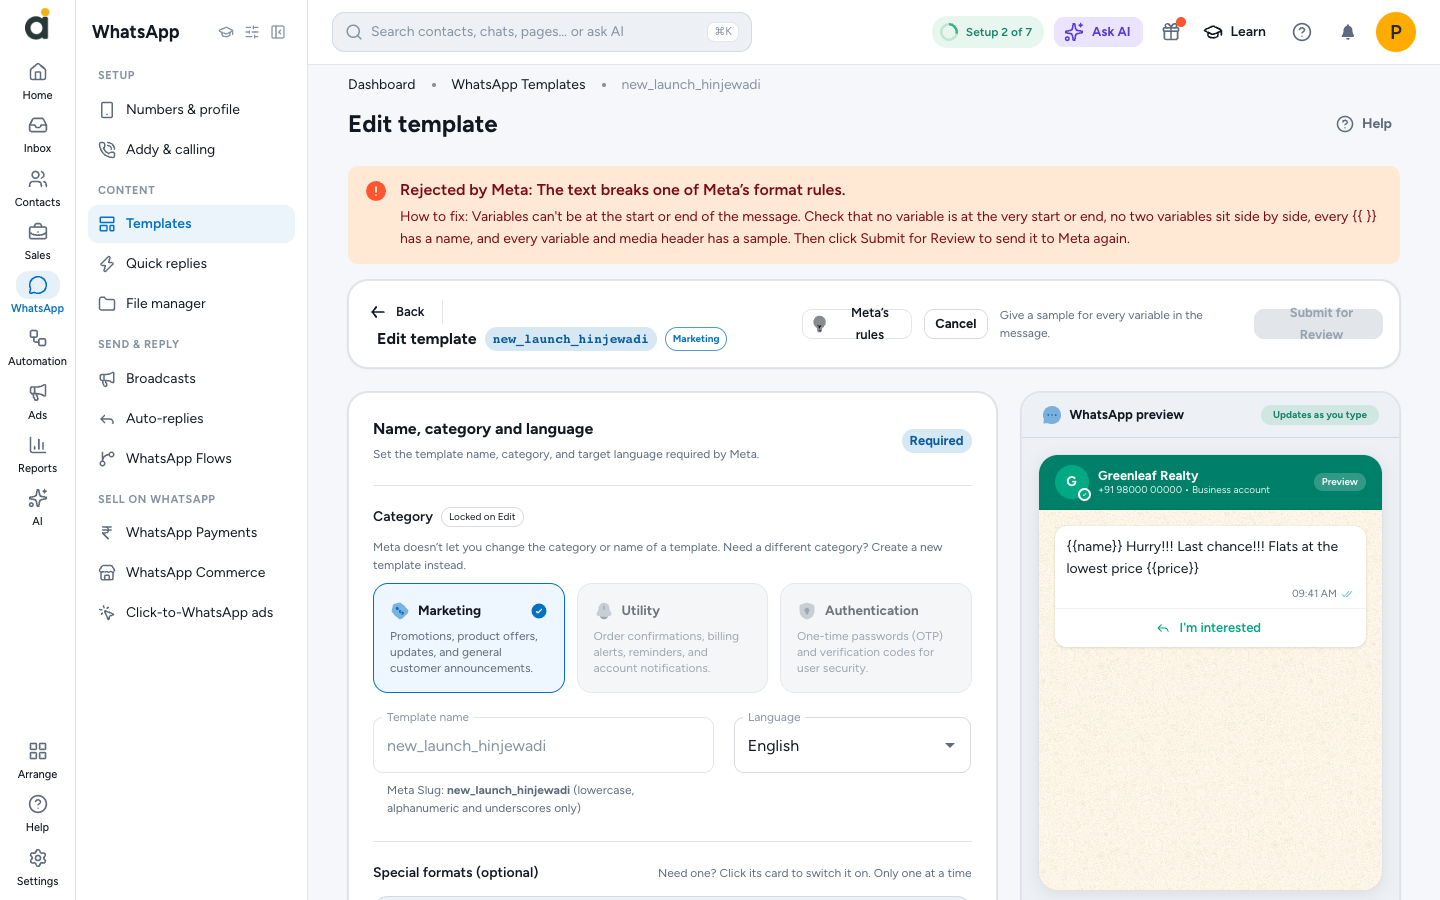 WhatsApp
Search contacts, chats, pages... or ask AI
⌘K
Setup 2 of 7
Ask AI
Learn
P
Home
Inbox
Contacts
Sales
WhatsApp
Automation
Ads
Reports
AI
Arrange
Help
Settings
SETUP
Numbers & profile
Addy & calling
CONTENT
Templates
Quick replies
File manager
SEND & REPLY
Broadcasts
Auto-replies
WhatsApp Flows
SELL ON WHATSAPP
WhatsApp Payments
WhatsApp Commerce
Click-to-WhatsApp ads
Dashboard • WhatsApp Templates • new_launch_hinjewadi
Edit template
Help
Rejected by Meta: The text breaks one of Meta's format rules.
How to fix: Variables can't be at the start or end of the message. Check that no variable is at the very start or end, no two variables sit side by side, every {{ }}
has a name, and every variable and media header has a sample. Then click Submit for Review to send it to Meta again.
Back
Edit template new_launch_hinjewadi Marketing
Meta's
rules
Cancel
Give a sample for every variable in the
message.
Submit for
Review
Name, category and language
Set the template name, category, and target language required by Meta.
Required
Category Locked on Edit
Meta doesn't let you change the category or name of a template. Need a different category? Create a new
template instead.
Marketing
Promotions, product offers,
updates, and general
customer announcements.
Utility
Order confirmations, billing
alerts, reminders, and
account notifications.
Authentication
One-time passwords (OTP)
and verification codes for
user security.
Template name
new_launch_hinjewadi
Language
English
Meta Slug: new_launch_hinjewadi (lowercase,
alphanumeric and underscores only)
Special formats (optional)
Need one? Click its card to switch it on. Only one at a time
WhatsApp preview
Updates as you type
G
Greenleaf Realty
+91 98000 00000 • Business account
Preview
{{name}} Hurry!!! Last chance!!! Flats at the
lowest price {{price}}
09:41 AM
I'm interested